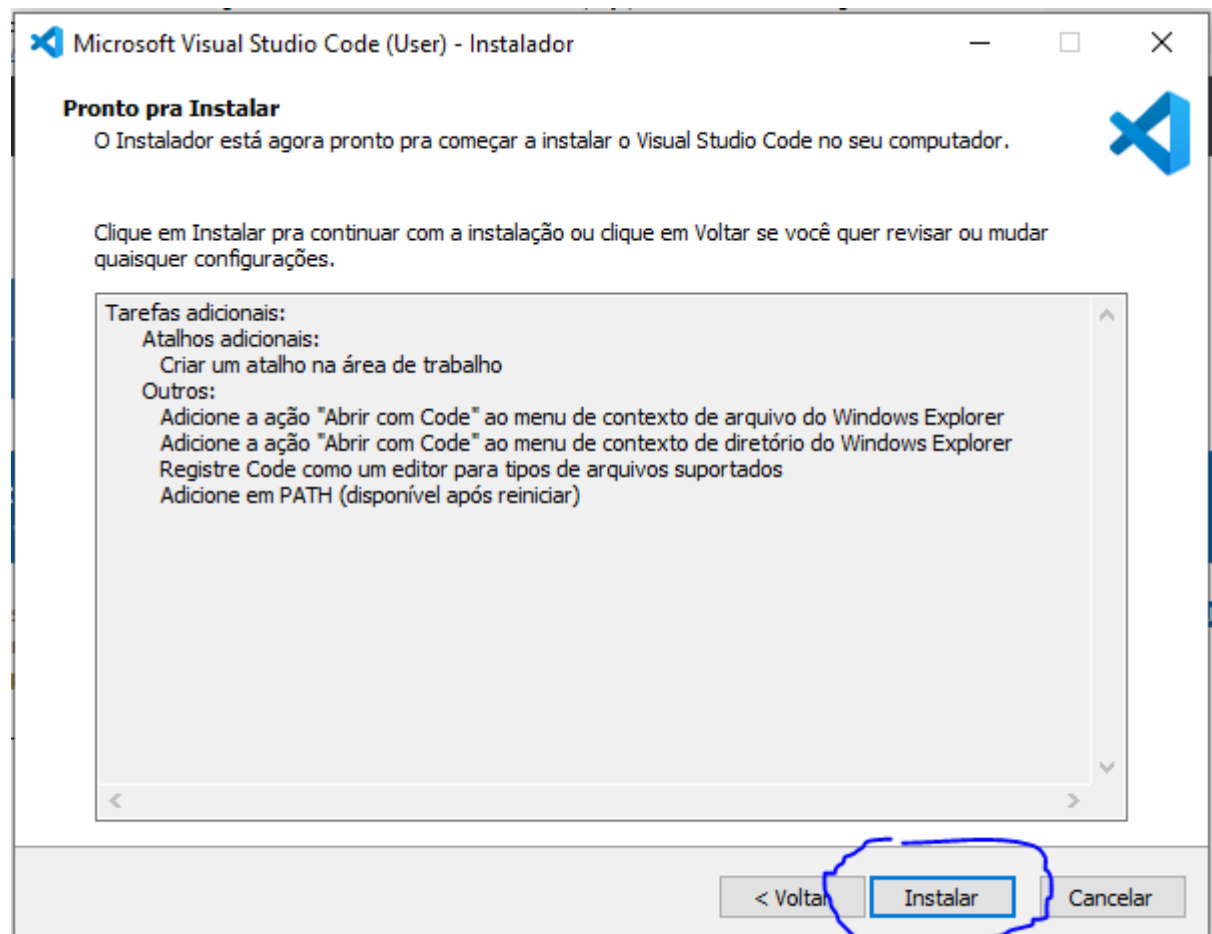 Microsoft Visual Studio Code (User) - Instalador
Pronto pra Instalar
O Instalador está agora pronto pra começar a instalar o Visual Studio Code no seu computador.
Clique em Instalar pra continuar com a instalação ou clique em Voltar se você quer revisar ou mudar
quaisquer configurações.
Tarefas adicionais:
Atalhos adicionais:
Criar um atalho na área de trabalho
Outros:
Adicione a ação "Abrir com Code" ao menu de contexto de arquivo do Windows Explorer
Adicione a ação "Abrir com Code" ao menu de contexto de diretório do Windows Explorer
Registre Code como um editor para tipos de arquivos suportados
Adicione em PATH (disponível após reiniciar)
< Voltar Instalar Cancelar